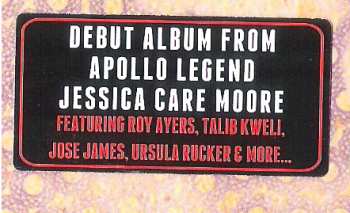 DEBUT ALBUM FROM
APOLLO LEGEND
JESSICA CARE MOORE
FEATURING ROY AYERS, TALIB KWELI,
JOSE JAMES, URSULA RUCKER & MORE...